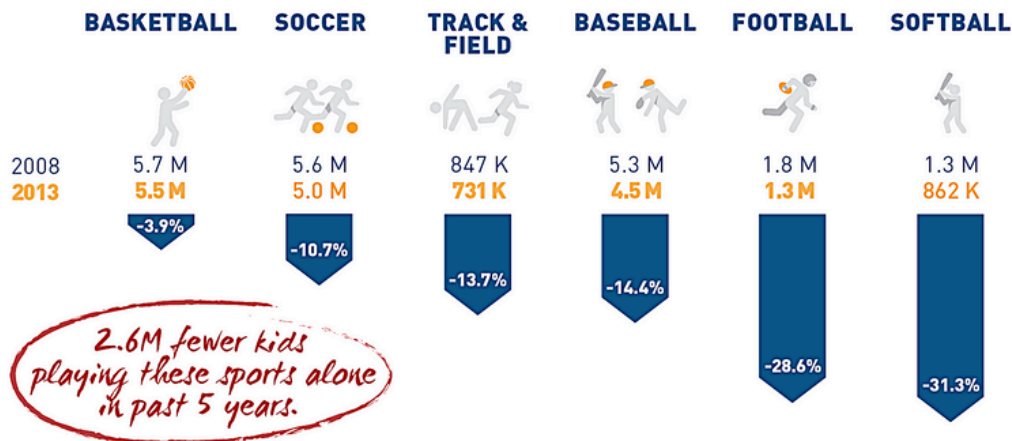 BASKETBALL SOCCER TRACK & FIELD BASEBALL FOOTBALL SOFTBALL
2008 5.7 M 5.6 M 847 K 5.3 M 1.8 M 1.3 M
2013 5.5 M 5.0 M 731 K 4.5 M 1.3 M 862 K
-3.9% -10.7% -13.7% -14.4% -28.6% -31.3%
2.6M fewer kids
playing these sports alone
in past 5 years.